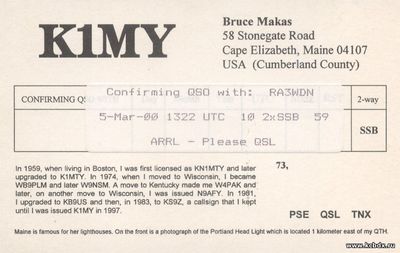 K1MY
Bruce Makas
58 Stonegate Road
Cape Elizabeth, Maine 04107
USA (Cumberland County)
Confirming QSO with: RA3WDN
CONFIRMING QSO
2-way
5-Mar-00 1322 UTC 10 2xSSB 59
SSB
ARRL - Please QSL
In 1959, when living in Boston, I was first licensed as KN1MTY and later
upgraded to K1MTY. In 1974, when I moved to Wisconsin, I became
WB9PLM and later W9NSM. A move to Kentucky made me W4PAK and
later, on another move to Wisconsin, I was issued N9AFY. In 1981,
I upgraded to KB9US and then, in 1983, to KS9Z, a callsign that I kept
until I was issued K1MY in 1997.
73,
PSE QSL TNX
Maine is famous for her lighthouses. On the front is a photograph of the Portland Head Light which is located 1 kilometer east of my QTH.
www.kzbdx.ru